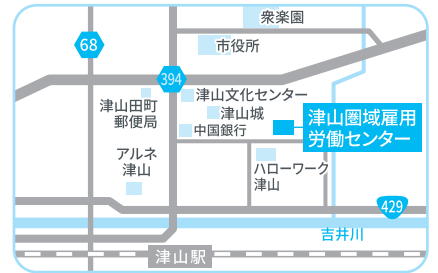 衆楽園
市役所
68
394
津山文化センター
津山田町
郵便局
津山城
中国銀行
津山圏域雇用
労働センター
アルネ
津山
ハローワーク
津山
429
吉井川
津山駅